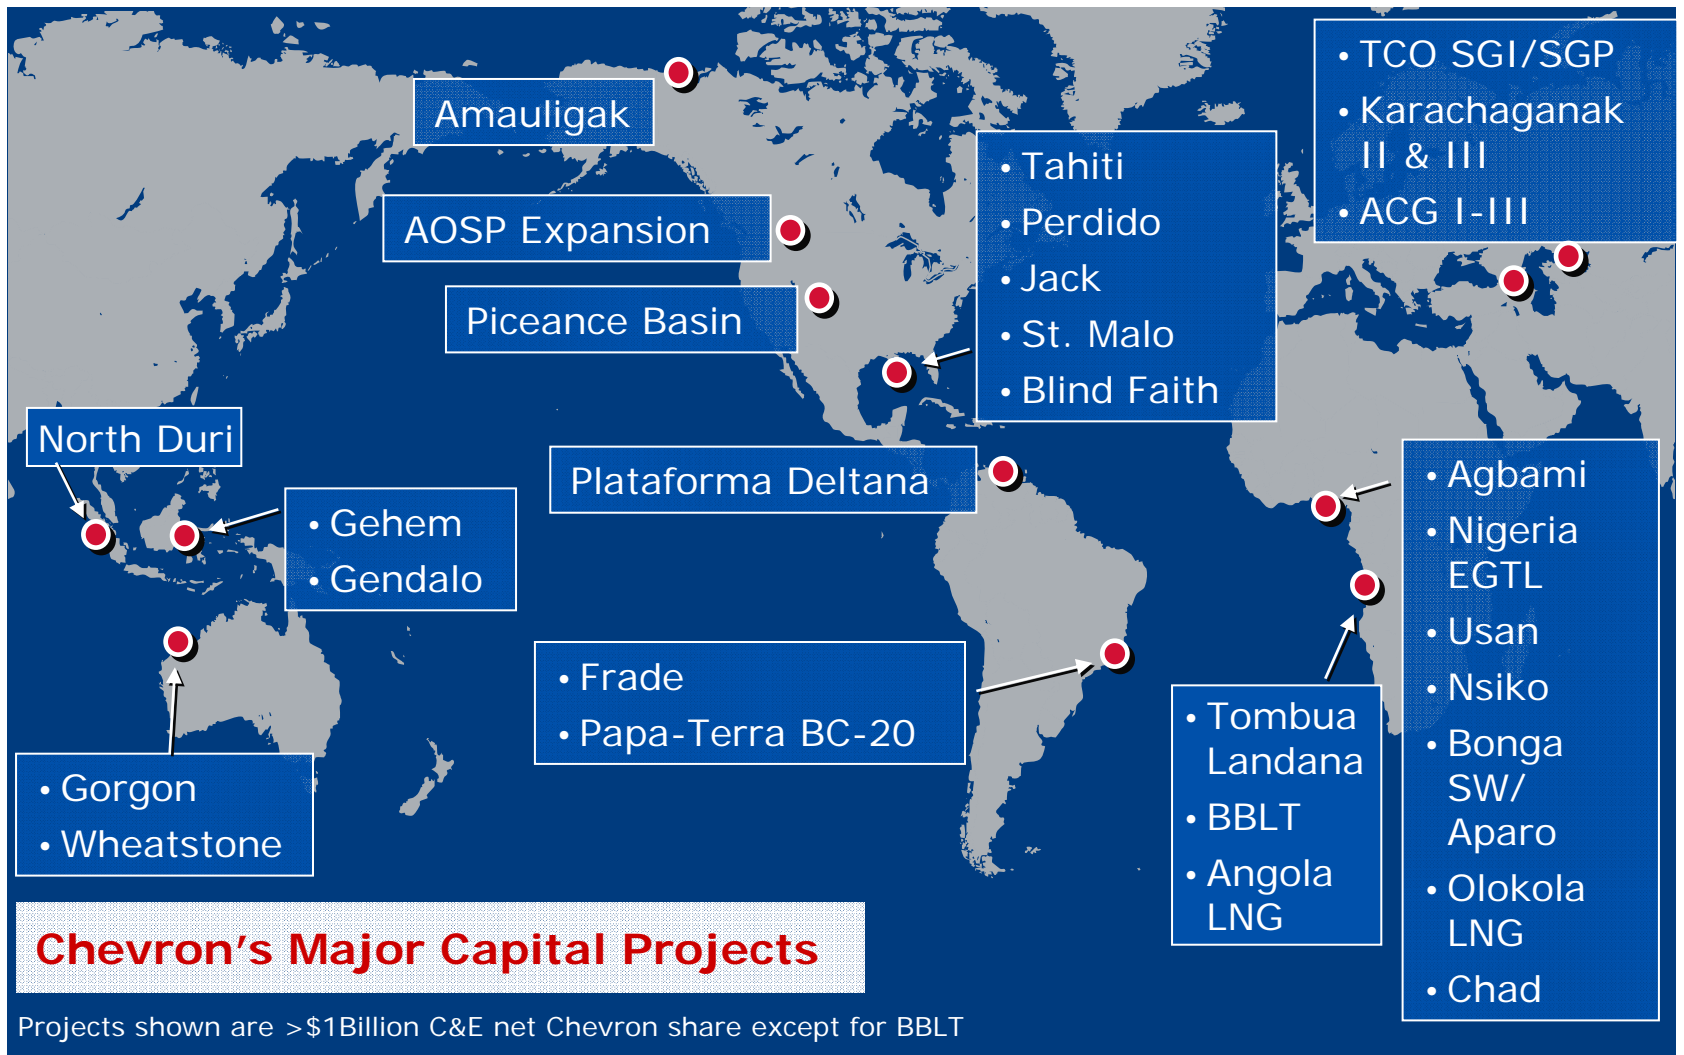 Amauligak
AOSP Expansion
Piceance Basin
• Tahiti
• Perdido
• Jack
• St. Malo
• Blind Faith
• TCO SGI/SGP
• Karachaganak
II & III
• ACG I-III
North Duri
• Gehem
• Gendalo
Plataforma Deltana
• Frade
• Papa-Terra BC-20
• Gorgon
• Wheatstone
• Tombua
Landana
• BBLT
• Angola
LNG
• Agbami
• Nigeria
EGTL
• Usan
• Nsiko
• Bonga
SW/
Aparo
• Olokola
LNG
• Chad
Chevron’s Major Capital Projects
Projects shown are >$1Billion C&E net Chevron share except for BBLT